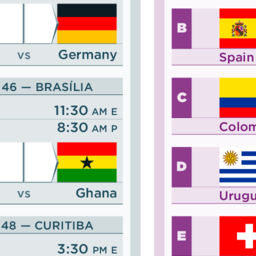 vs Germany
46 — BRASÍLIA
11:30 AM E
8:30 AM P
vs Ghana
48 — CURITIBA
3:30 PM E
B
Spain
C
Colom
D
Urugu
E